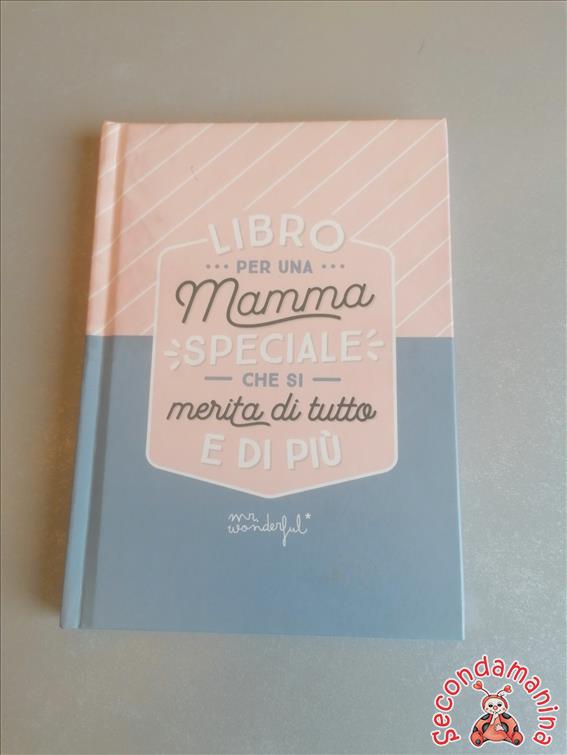 LIBRO
PER UNA
Mamma
SPECIALE
CHE SI
merita di tutto
E DI PIÙ
mr.
wonderful*
Secondamanina